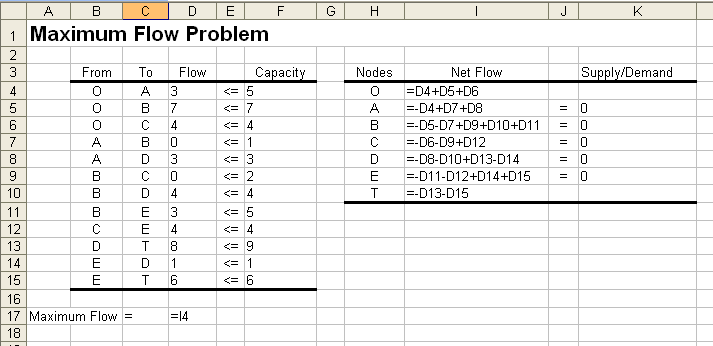 A B C D E F G H I J K
1 Maximum Flow Problem
2
3 From To Flow Capacity Nodes Net Flow Supply/Demand
4 O A 3 <= 5 O =D4+D5+D6
5 O B 7 <= 7 A =-D4+D7+D8 = 0
6 O C 4 <= 4 B =-D5-D7+D9+D10+D11 = 0
7 A B 0 <= 1 C =-D6-D9+D12 = 0
8 A D 3 <= 3 D =-D8-D10+D13-D14 = 0
9 B C 0 <= 2 E =-D11-D12+D14+D15 = 0
10 B D 4 <= 4 T =-D13-D15
11 B E 3 <= 5
12 C E 4 <= 4
13 D T 8 <= 9
14 E D 1 <= 1
15 E T 6 <= 6
16
17 Maximum Flow = =I4
18